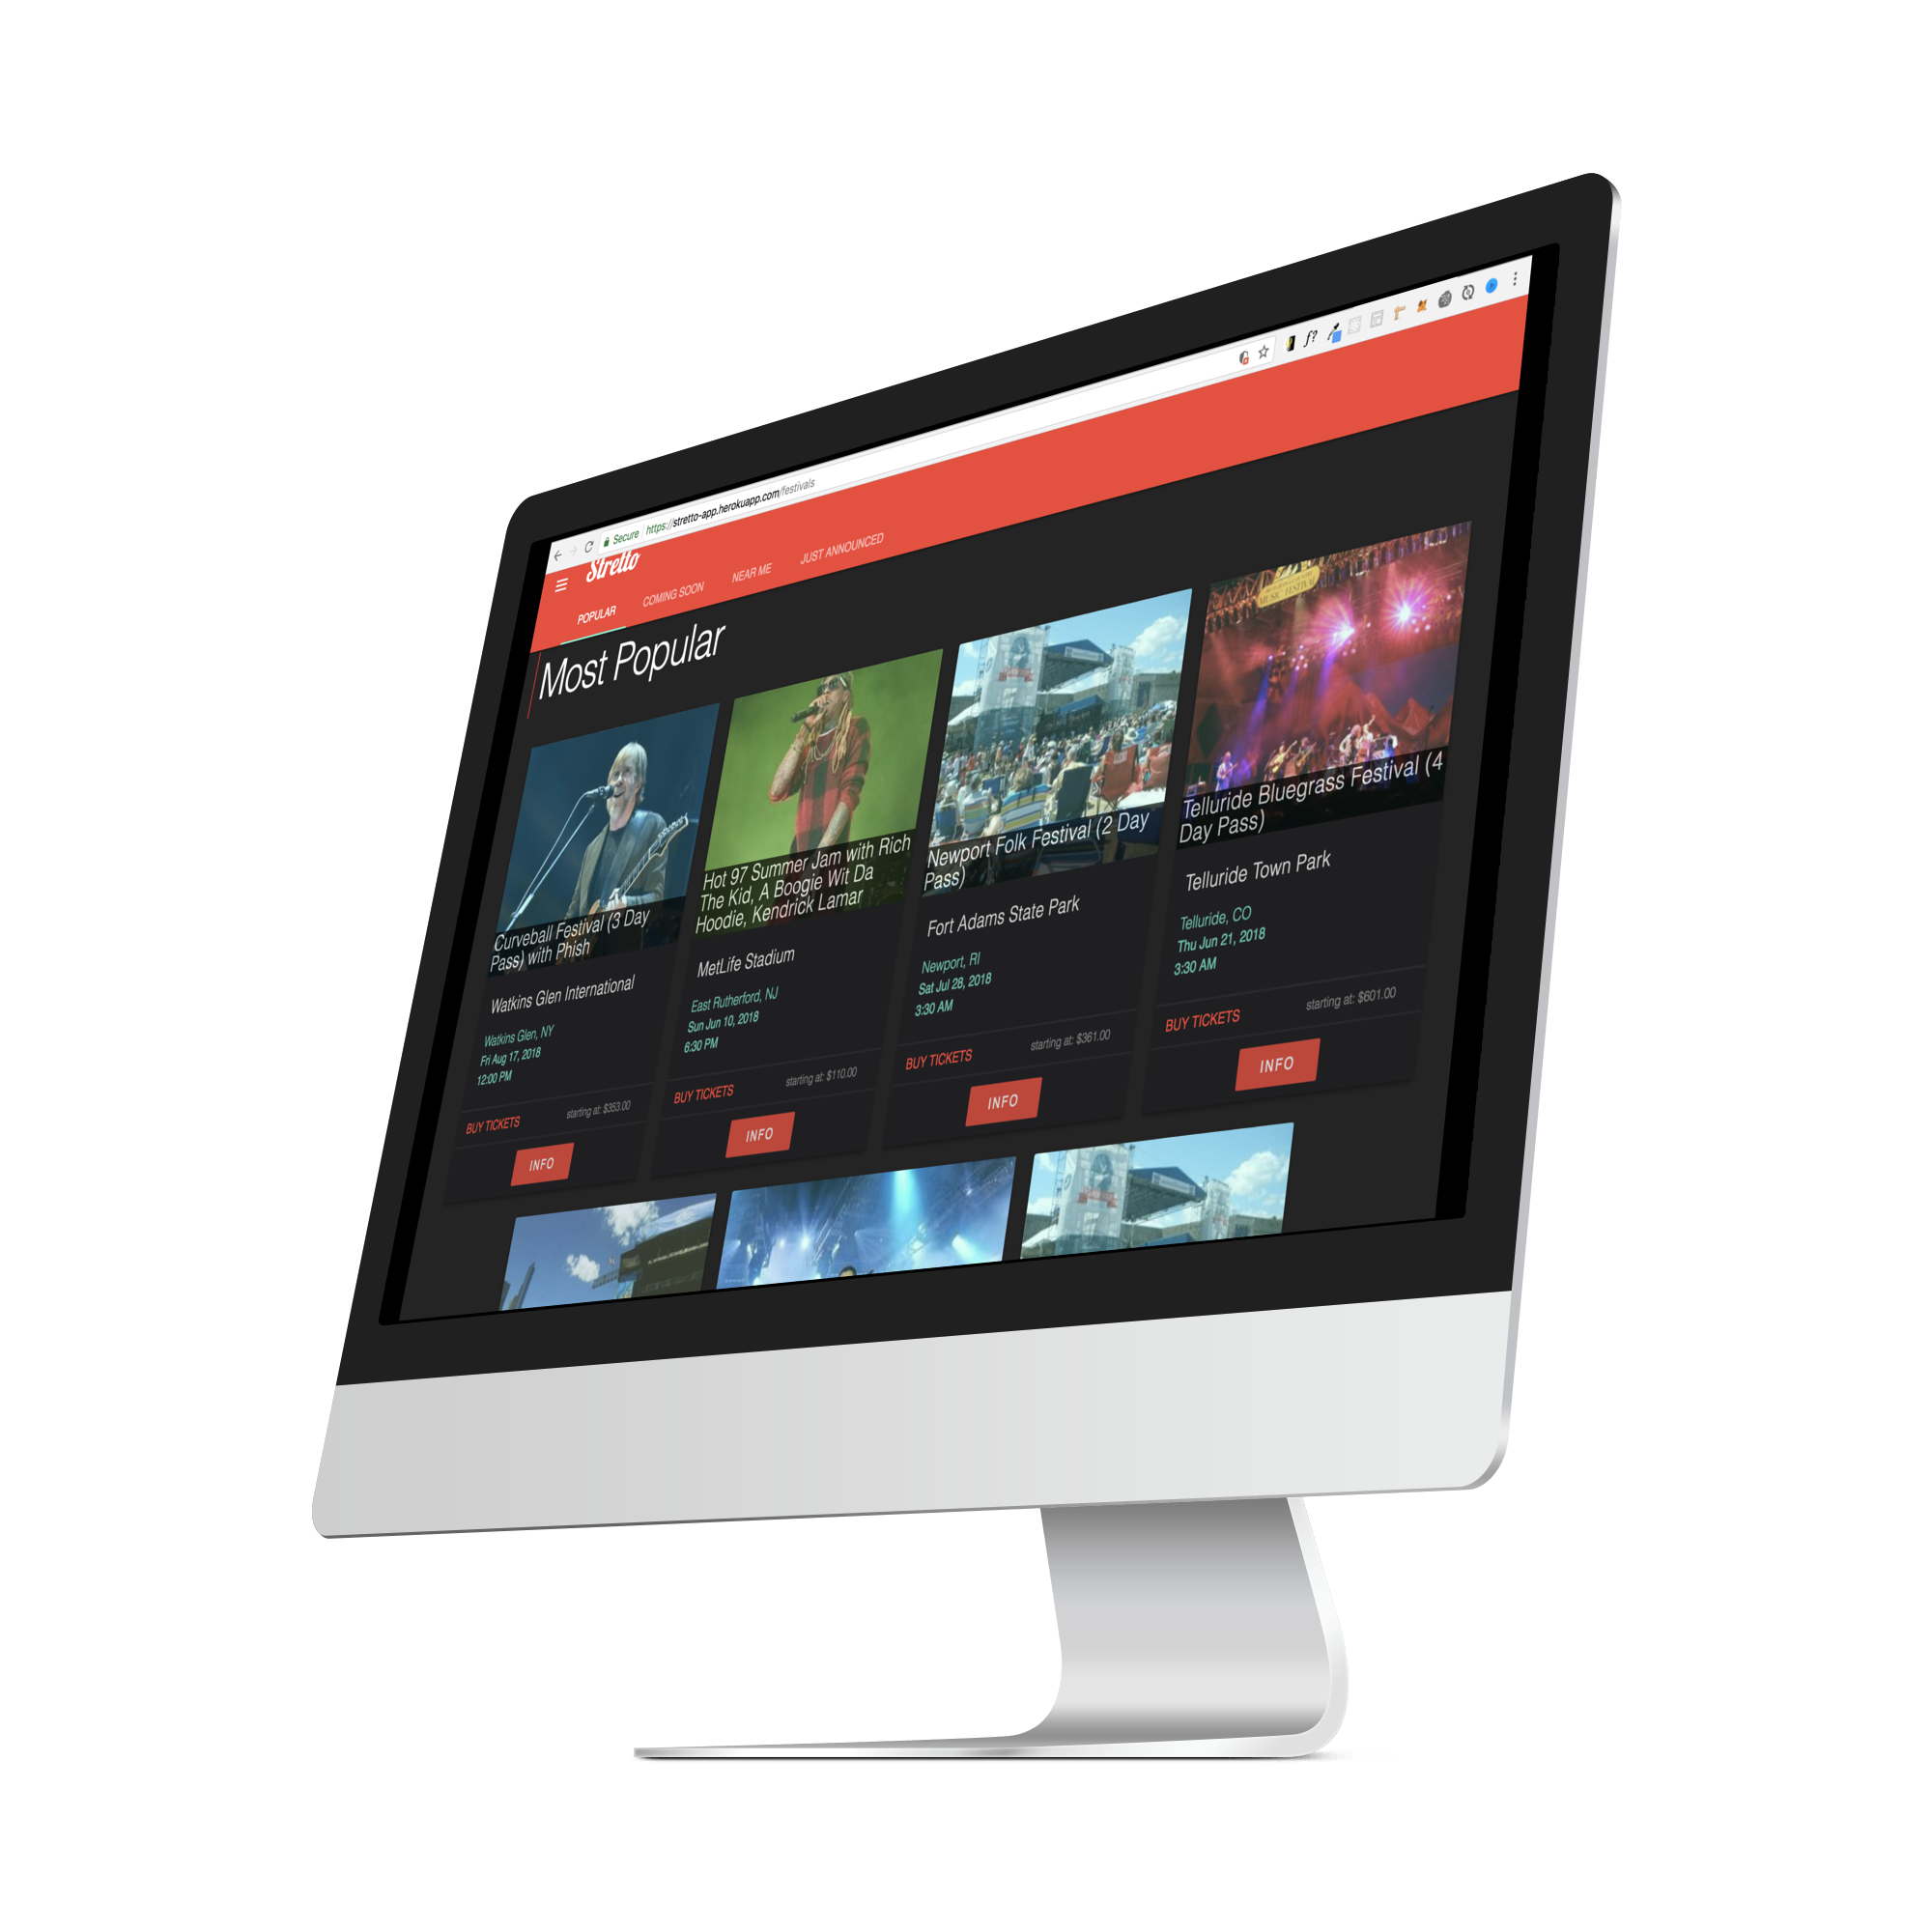 Secure https://stretto-app.herokuapp.com/festivals
f?
Stretto
POPULAR COMING SOON NEAR ME JUST ANNOUNCED
Most Popular
Curveball Festival (3 Day
Pass) with Phish
Watkins Glen International
Watkins Glen, NY
Fri Aug 17, 2018
12:00 PM
BUY TICKETS starting at: $353.00
INFO
Hot 97 Summer Jam with Rich
The Kid, A Boogie Wit Da
Hoodie, Kendrick Lamar
MetLife Stadium
East Rutherford, NJ
Sun Jun 10, 2018
6:30 PM
BUY TICKETS starting at: $110.00
INFO
Newport Folk Festival (2 Day
Pass)
Fort Adams State Park
Newport, RI
Sat Jul 28, 2018
3:30 AM
BUY TICKETS starting at: $361.00
INFO
MUSIC FESTIVAL
Telluride Bluegrass Festival (4
Day Pass)
Telluride Town Park
Telluride, CO
Thu Jun 21, 2018
3:30 AM
BUY TICKETS starting at: $601.00
INFO